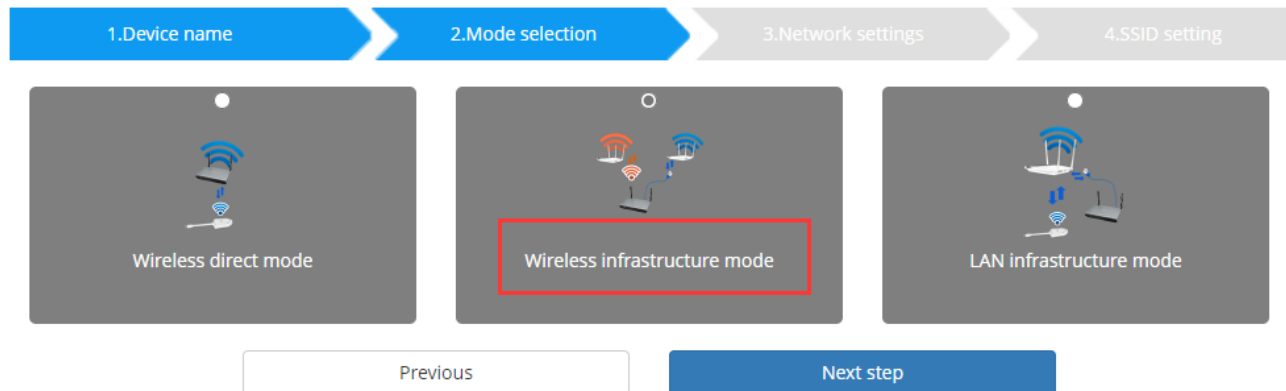 1.Device name
2.Mode selection
3.Network settings
4.SSID setting
Wireless direct mode
Wireless infrastructure mode
LAN infrastructure mode
Previous
Next step